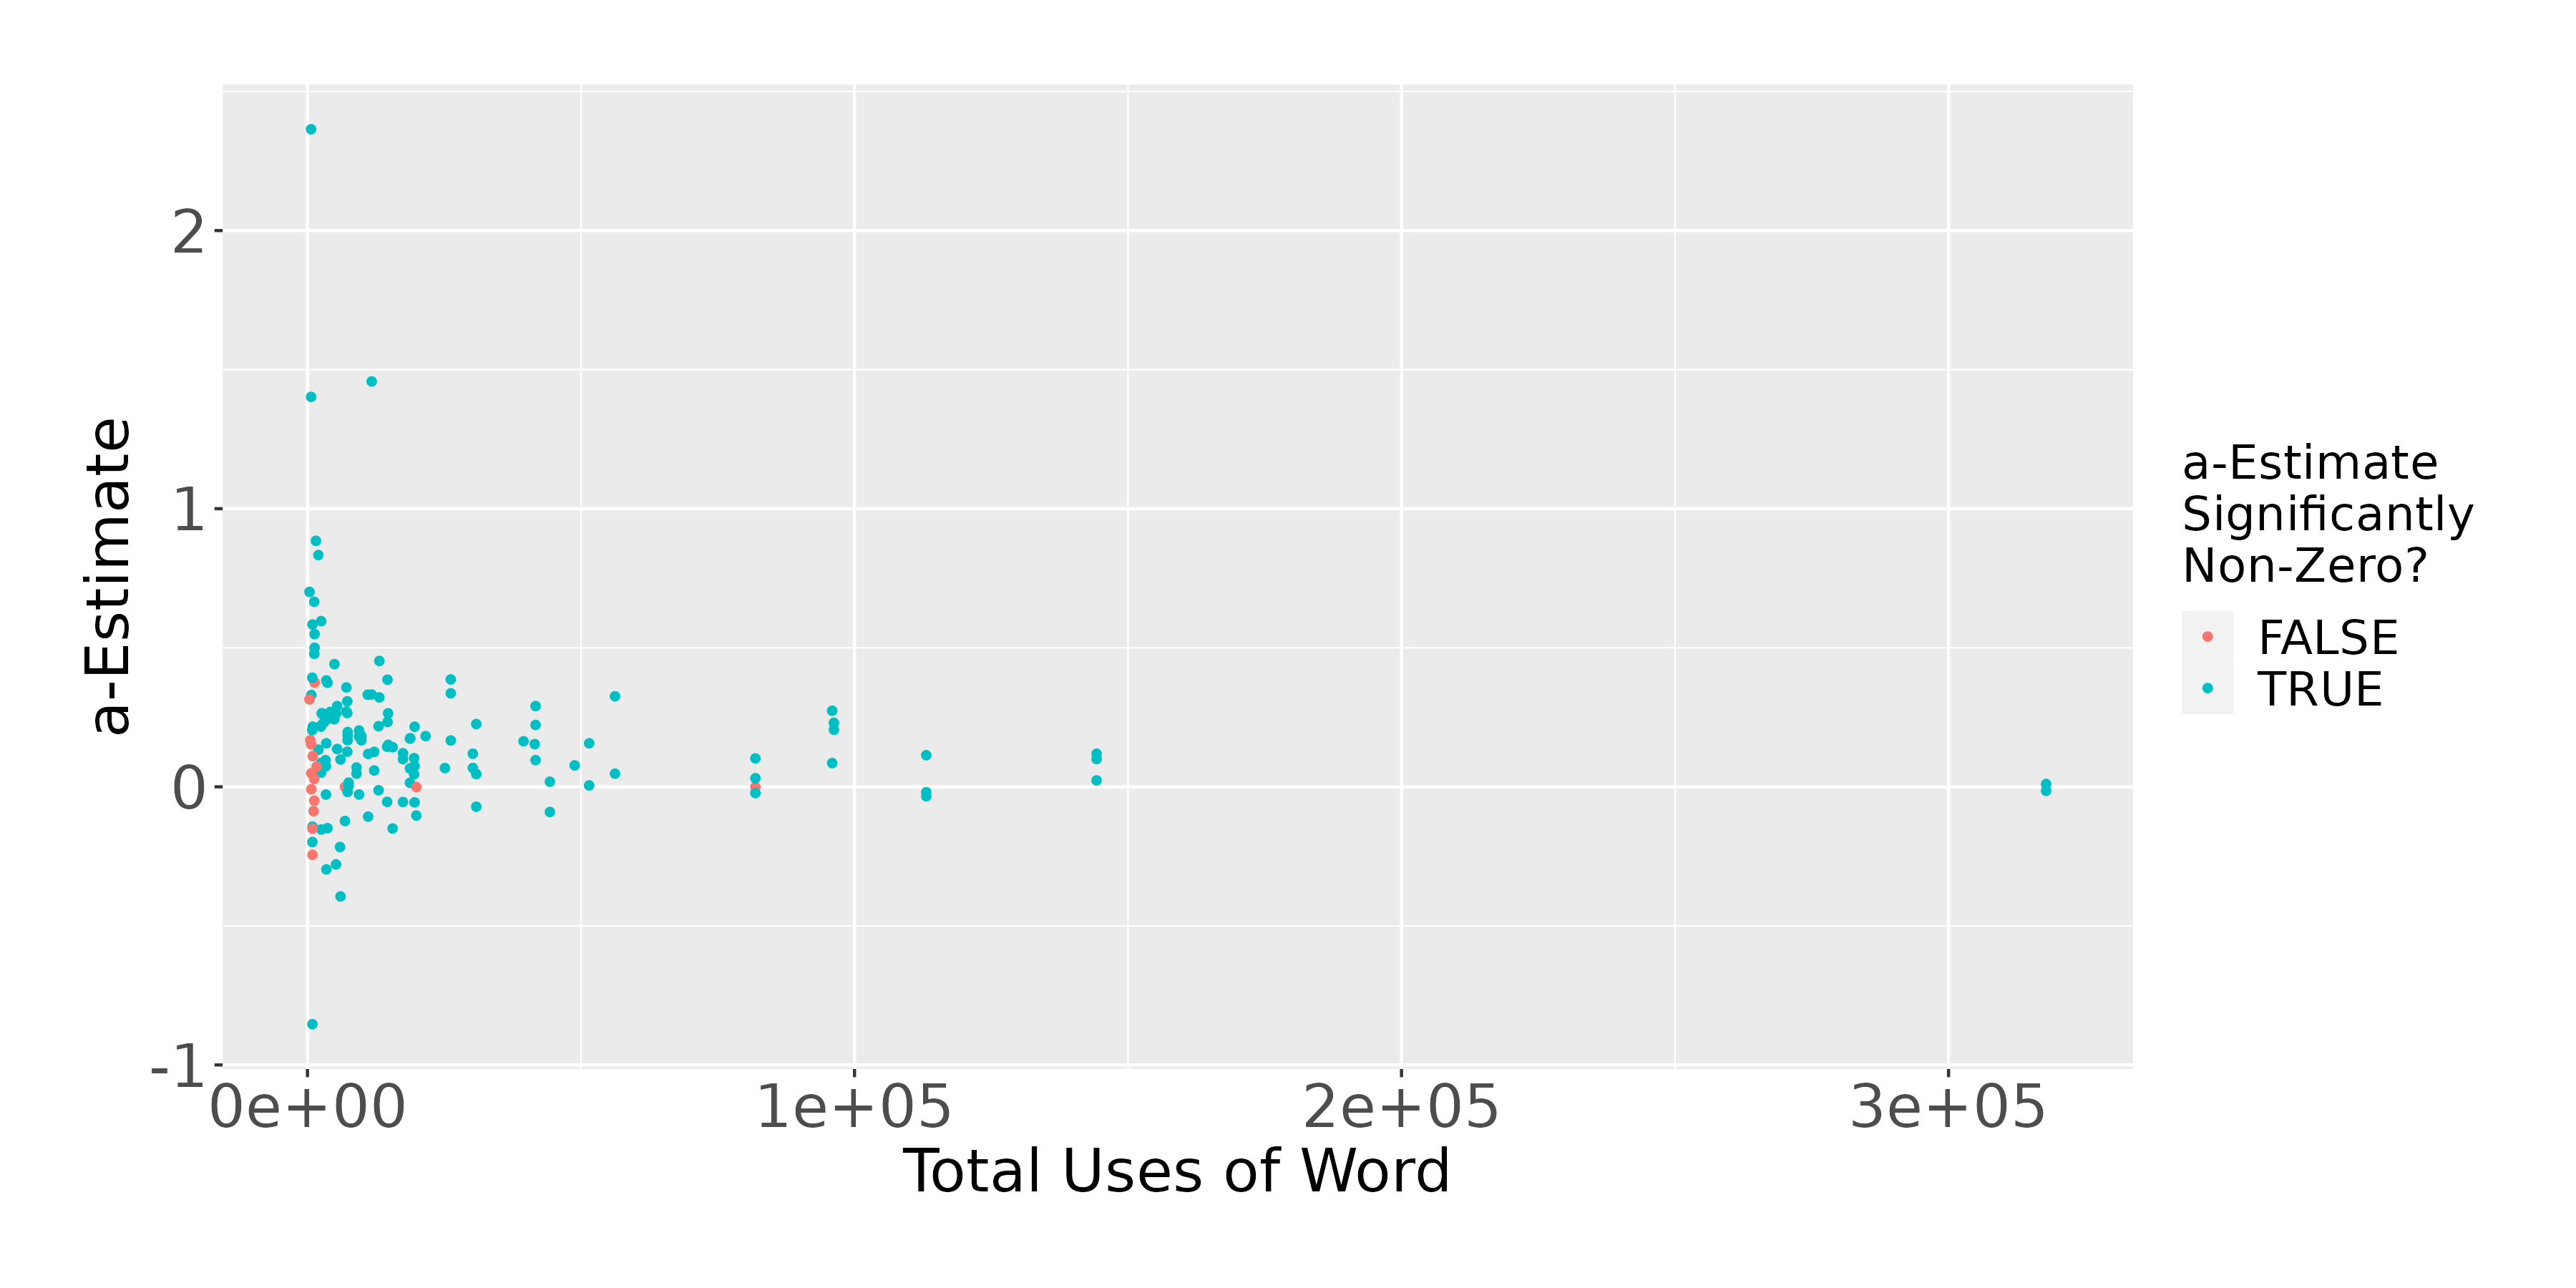 2
1
0
-1
a-Estimate
0e+00 1e+05 2e+05 3e+05
Total Uses of Word
a-Estimate
Significantly
Non-Zero?
FALSE
TRUE